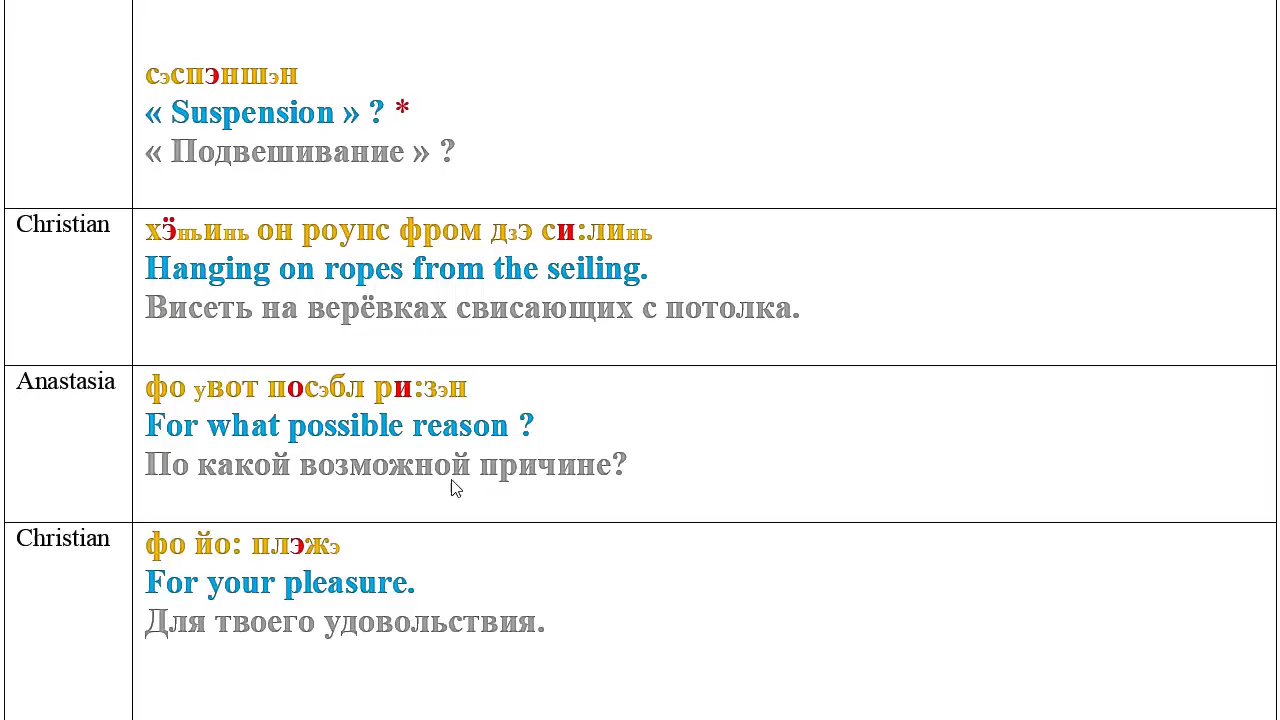 сэспэншэн
« Suspension » ? *
« Подвешивание » ?
Christian
хӭньинь он роупс фром дзэ си:линь
Hanging on ropes from the seiling.
Висеть на верёвках свисающих с потолка.
Anastasia
фо увот посэбл ри:зэн
For what possible reason ?
По какой возможной причине?
Christian
фо йо: плэжэ
For your pleasure.
Для твоего удовольствия.